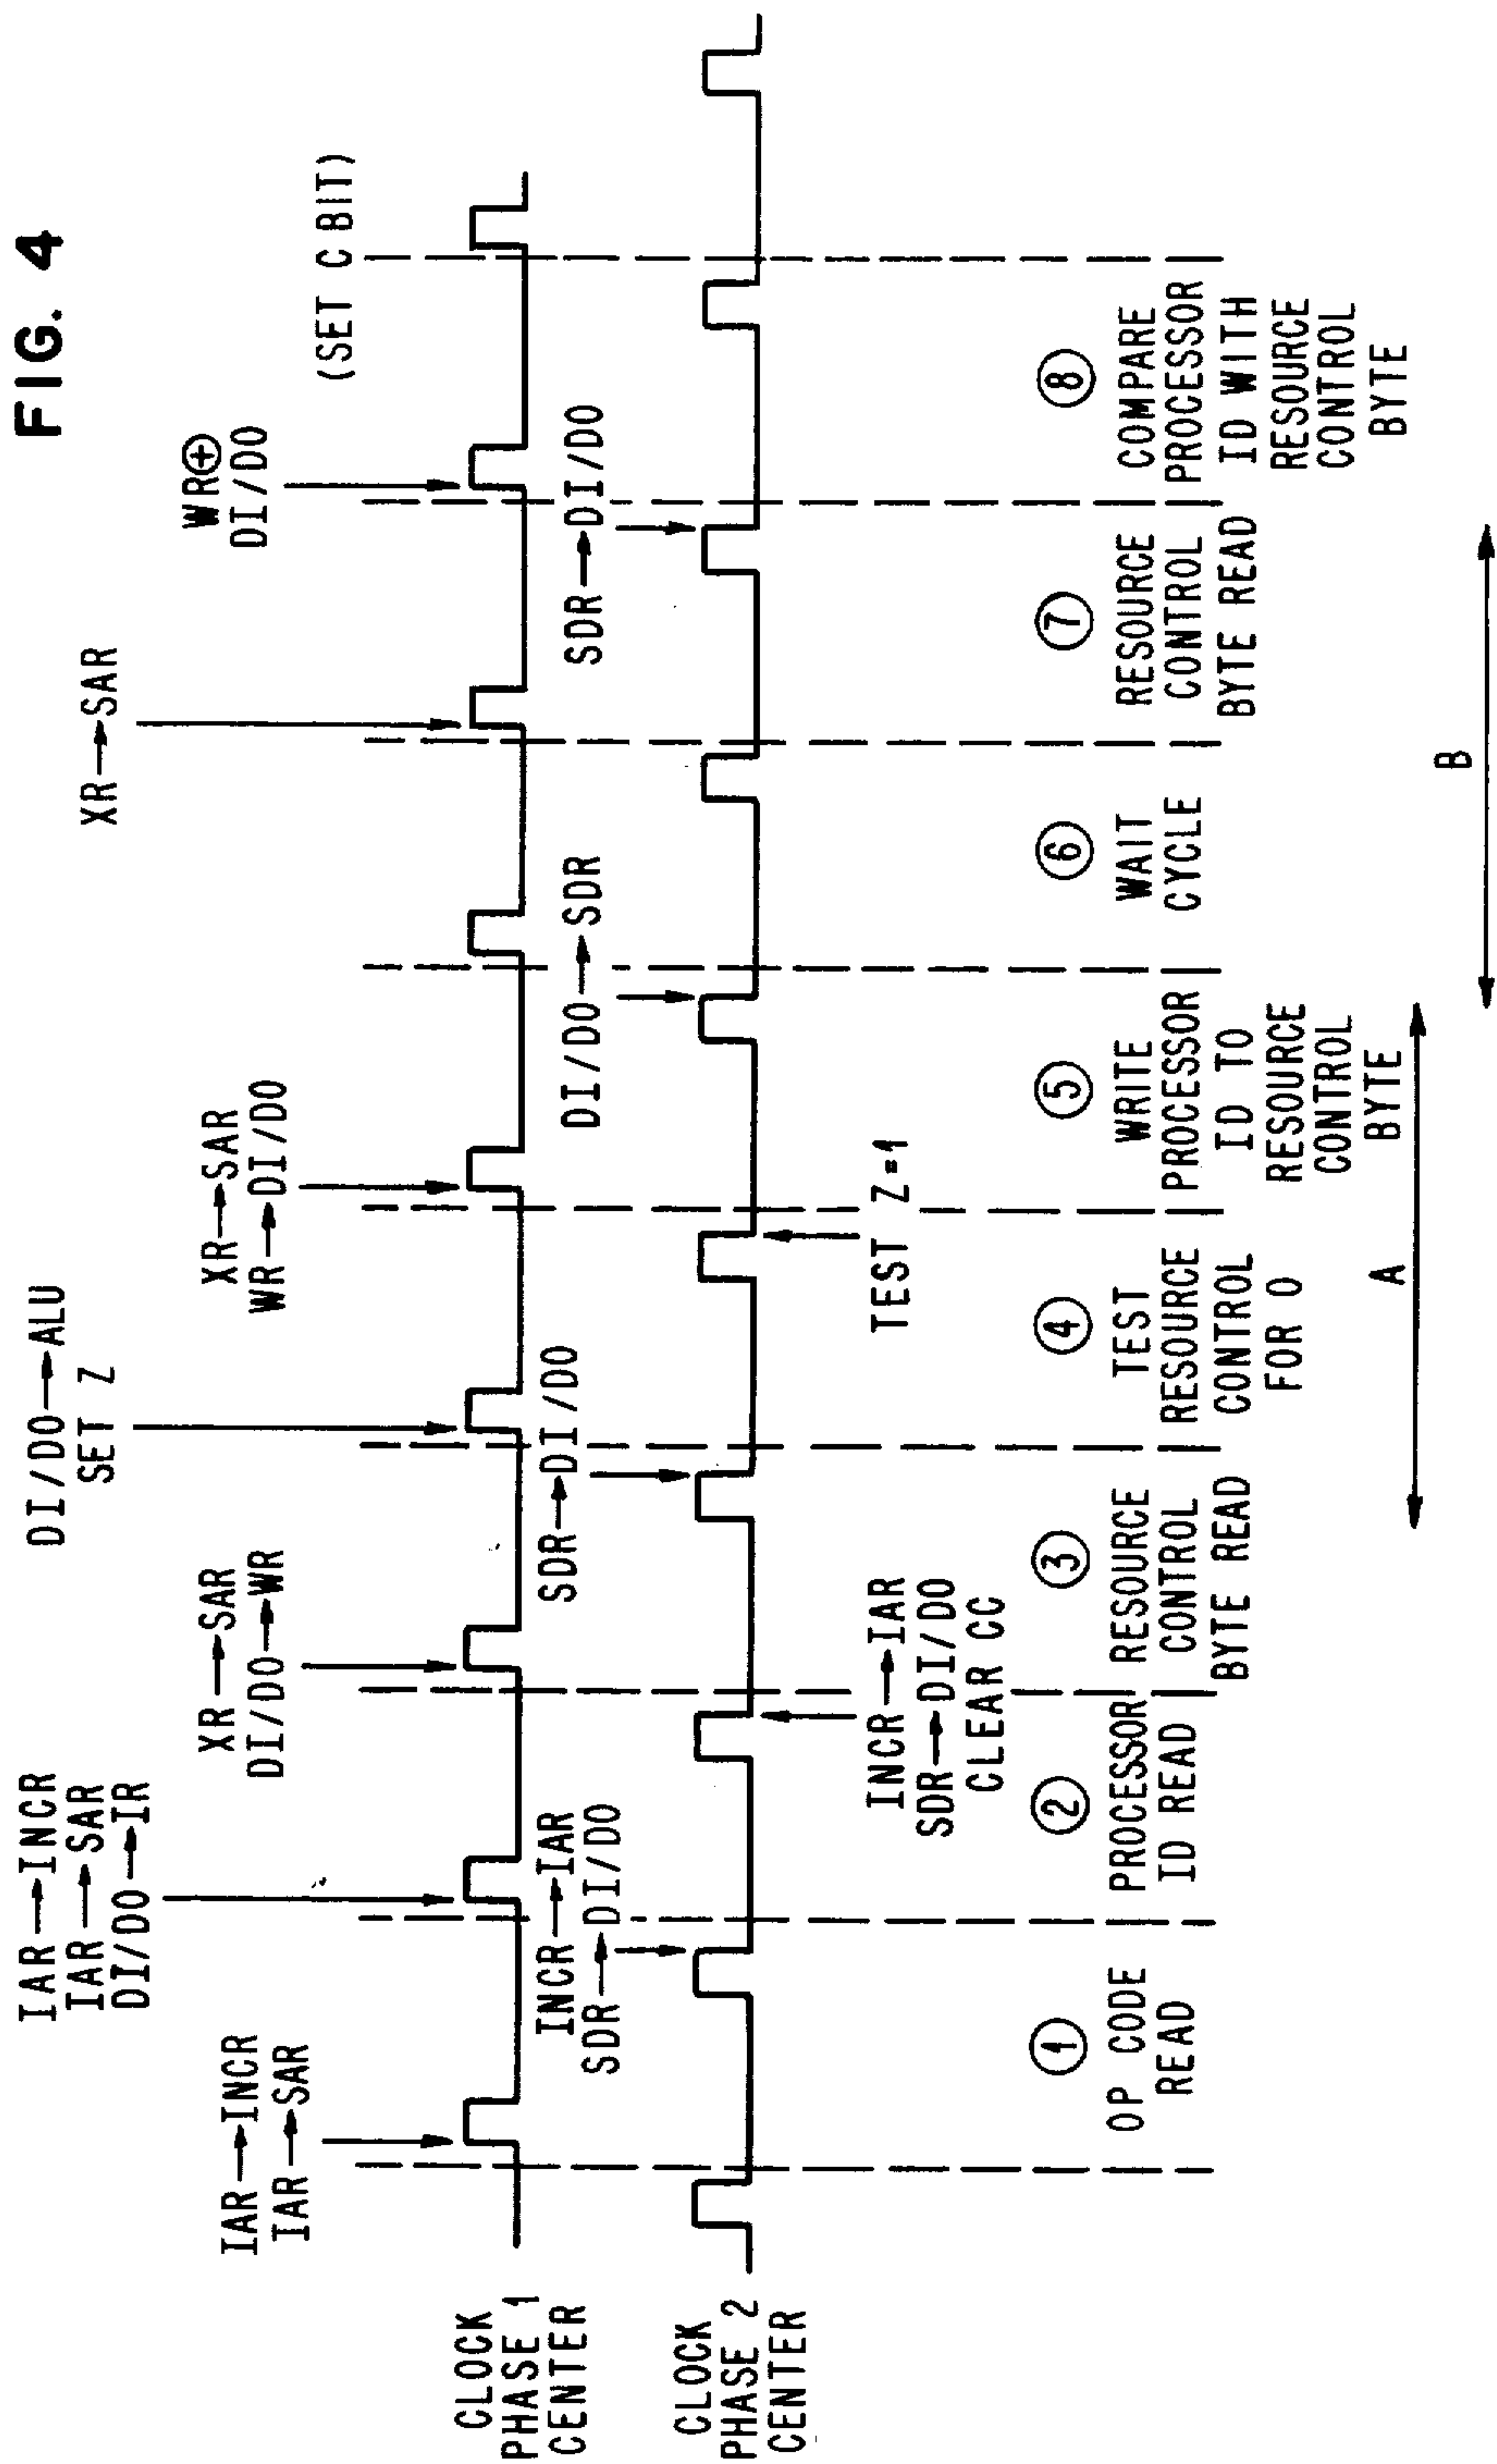 FIG. 4
IAR→INCR
IAR→SAR
IAR→INCR
IAR→SAR
DI/DO→IR
XR→SAR
DI/DO→WR
DI/DO→ALU
SET Z
XR→SAR
WR→DI/DO
XR→SAR
WR⊕
DI/DO
(SET C BIT)
CLOCK
PHASE 1
CENTER
INCR→IAR
SDR→DI/DO
SDR→DI/DO
DI/DO→SDR
SDR→DI/DO
CLOCK
PHASE 2
CENTER
INCR→IAR
SDR→DI/DO
CLEAR CC
TEST Z=1
①
OP CODE
READ
②
PROCESSOR
ID READ
③
RESOURCE
CONTROL
BYTE READ
④
TEST
RESOURCE
CONTROL
FOR 0
⑤
WRITE
PROCESSOR
ID TO
RESOURCE
CONTROL
BYTE
⑥
WAIT
CYCLE
⑦
RESOURCE
CONTROL
BYTE READ
⑧
COMPARE
PROCESSOR
ID WITH
RESOURCE
CONTROL
BYTE
A
B